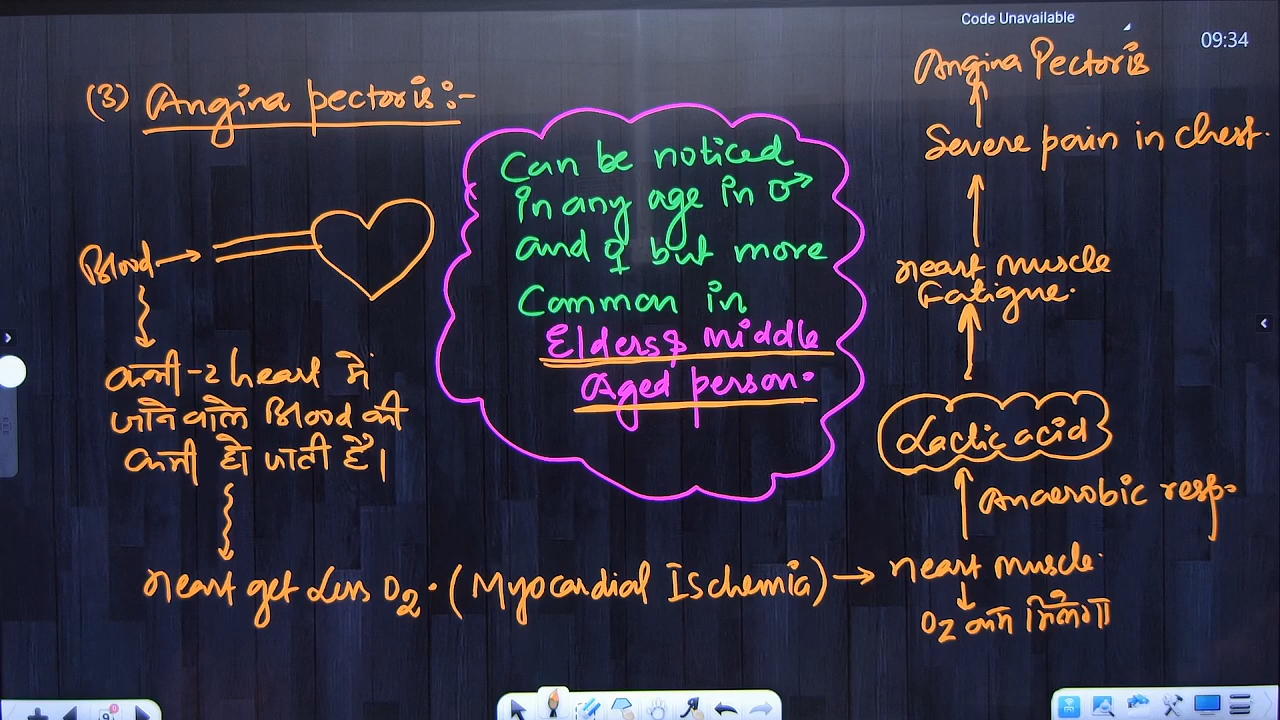 Code Unavailable
09:34
(3) Angina pectoris :-
Blood →
कभी-2 heart में
जाने वाले Blood की
कमी हो जाती है।
heart get Less O2. (Myocardial Ischemia) →
heart muscle.
O2 कम मिलेगा
Anaerobic resp.
Lactic acid
heart muscle
Fatigue.
Severe pain in chest.
Angina Pectoris
Can be noticed
in any age in ♂
and ♀ but more
Common in
Elders & middle
Aged person.